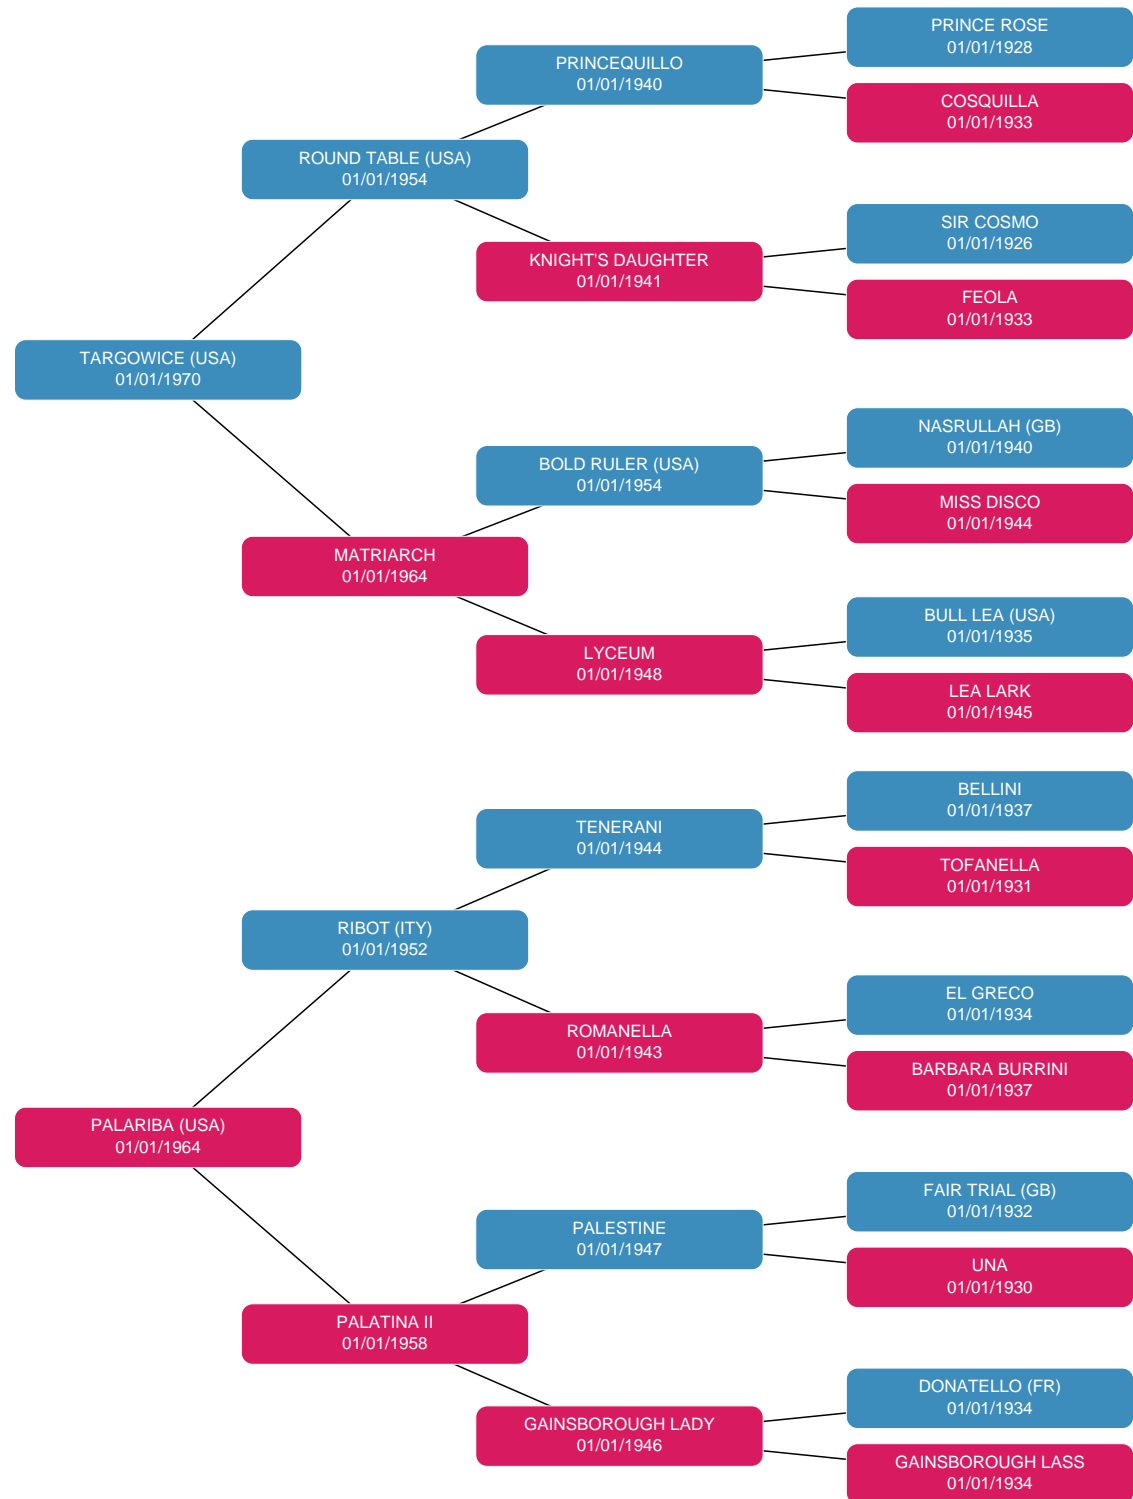 PRINCE ROSE
01/01/1928
PRINCEQUILLO
01/01/1940
COSQUILLA
01/01/1933
ROUND TABLE (USA)
01/01/1954
SIR COSMO
01/01/1926
KNIGHT'S DAUGHTER
01/01/1941
FEOLA
01/01/1933
TARGOWICE (USA)
01/01/1970
NASRULLAH (GB)
01/01/1940
BOLD RULER (USA)
01/01/1954
MISS DISCO
01/01/1944
MATRIARCH
01/01/1964
BULL LEA (USA)
01/01/1935
LYCEUM
01/01/1948
LEA LARK
01/01/1945
BELLINI
01/01/1937
TENERANI
01/01/1944
TOFANELLA
01/01/1931
RIBOT (ITY)
01/01/1952
EL GRECO
01/01/1934
ROMANELLA
01/01/1943
BARBARA BURRINI
01/01/1937
PALARIBA (USA)
01/01/1964
FAIR TRIAL (GB)
01/01/1932
PALESTINE
01/01/1947
UNA
01/01/1930
PALATINA II
01/01/1958
DONATELLO (FR)
01/01/1934
GAINSBOROUGH LADY
01/01/1946
GAINSBOROUGH LASS
01/01/1934